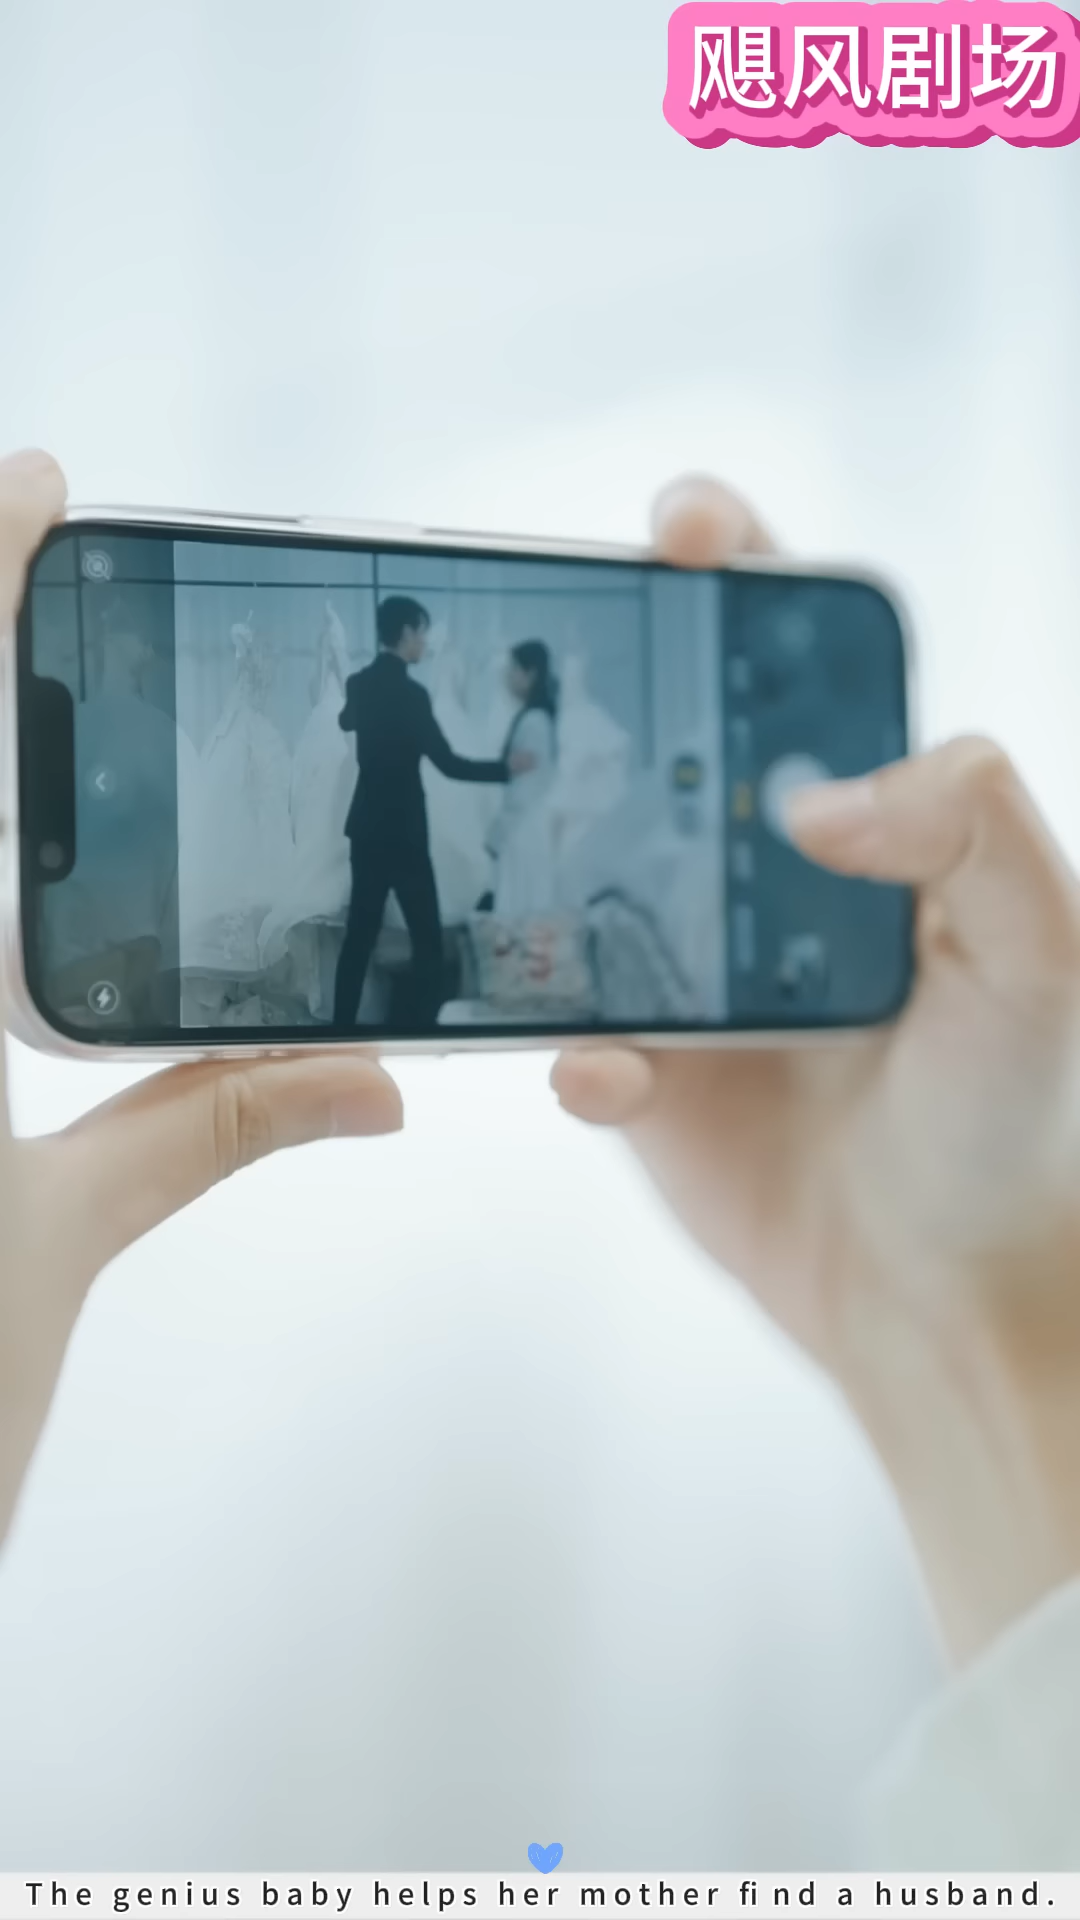 飓风剧场
The genius baby helps her mother find a husband.